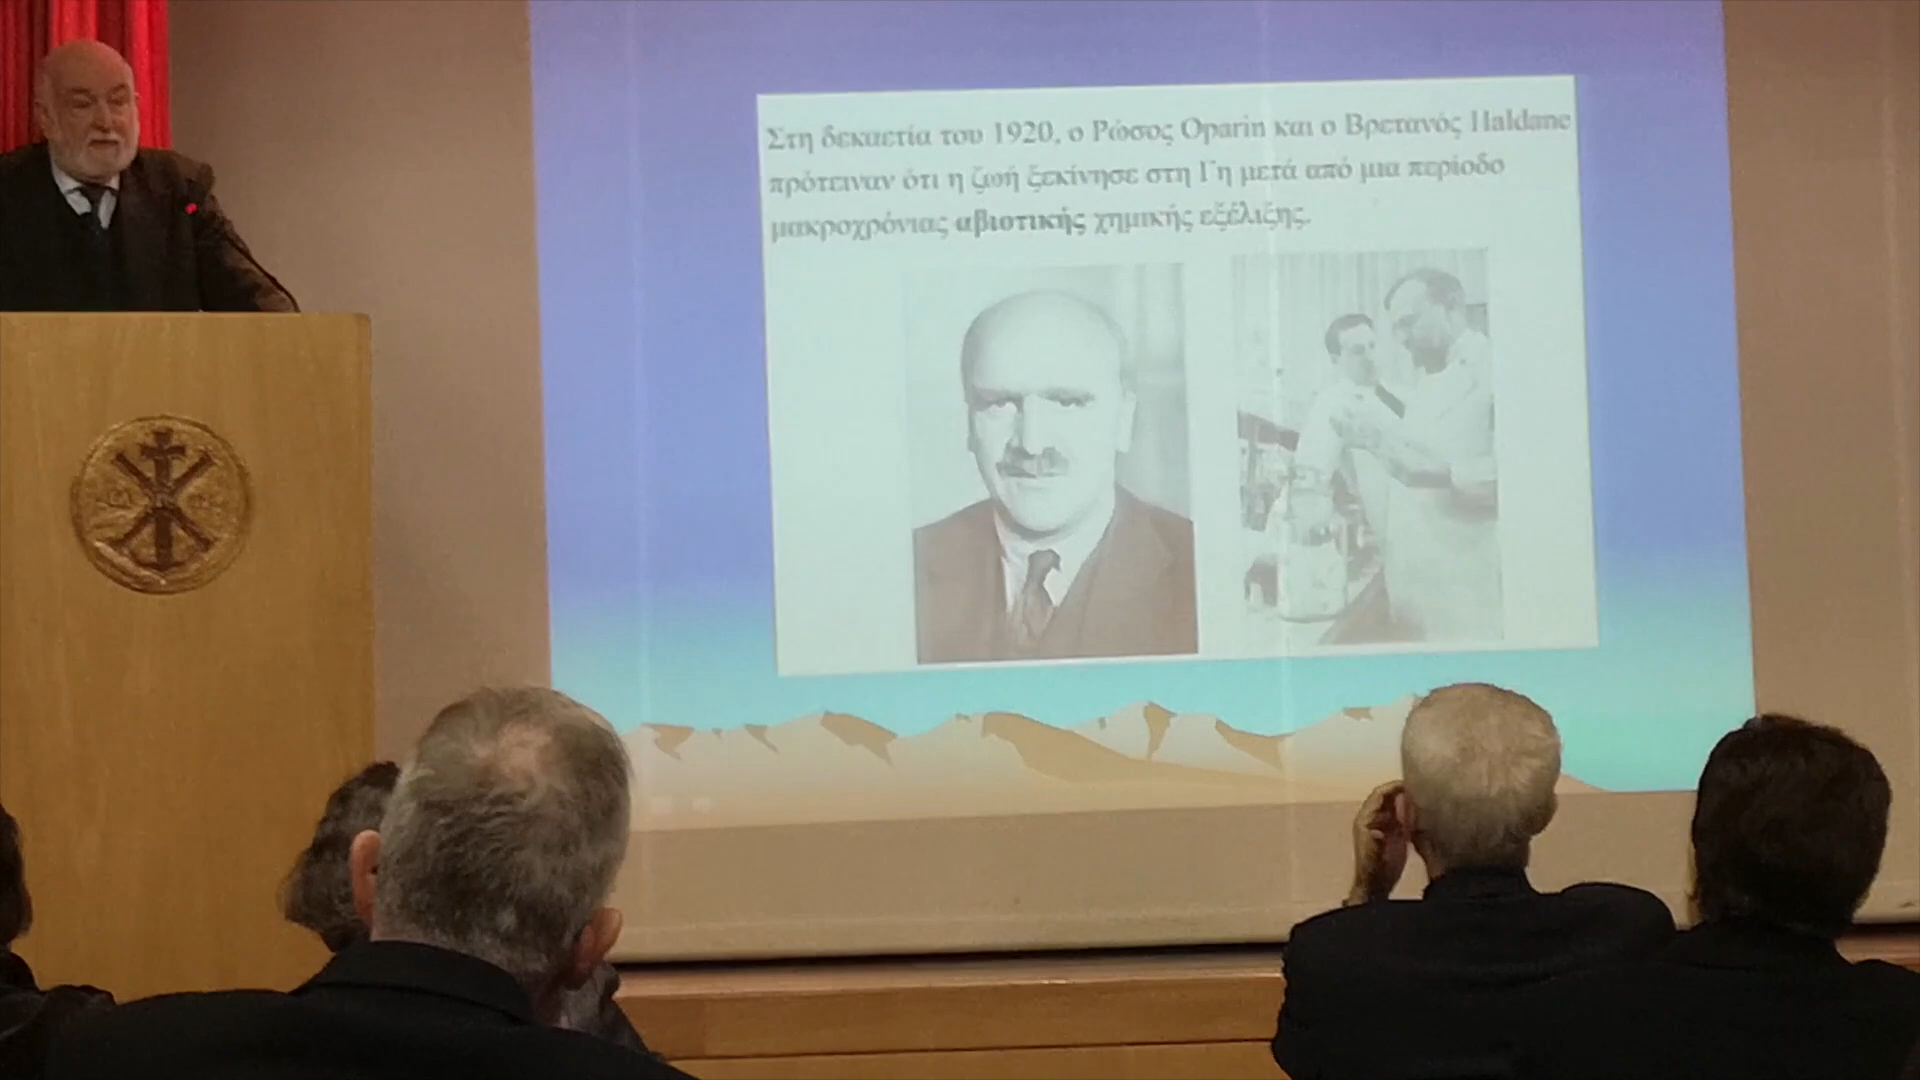 Στη δεκαετία του 1920, ο Ρώσος Oparin και ο Βρετανός Haldane
πρότειναν ότι η ζωή ξεκίνησε στη Γη μετά από μια περίοδο
μακροχρόνιας αβιοτικής χημικής εξέλιξης.